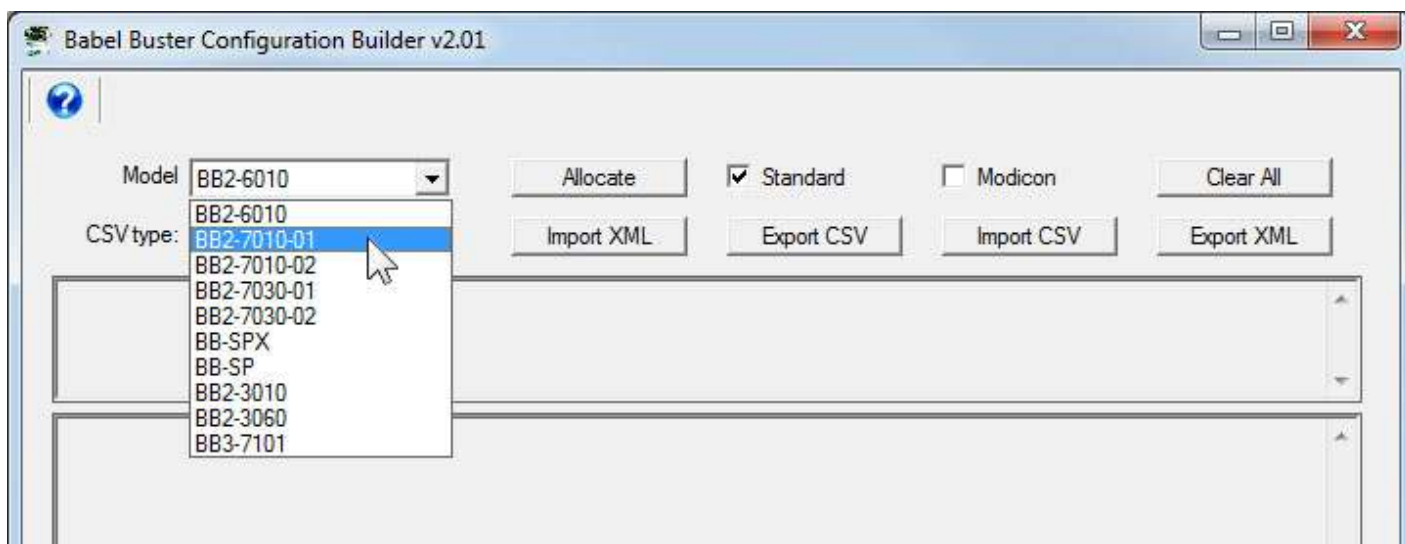 Babel Buster Configuration Builder v2.01
Model BB2-6010 Allocate Standard Modicon Clear All
CSV type: Import XML Export CSV Import CSV Export XML
BB2-6010
BB2-7010-01
BB2-7010-02
BB2-7030-01
BB2-7030-02
BB-SPX
BB-SP
BB2-3010
BB2-3060
BB3-7101